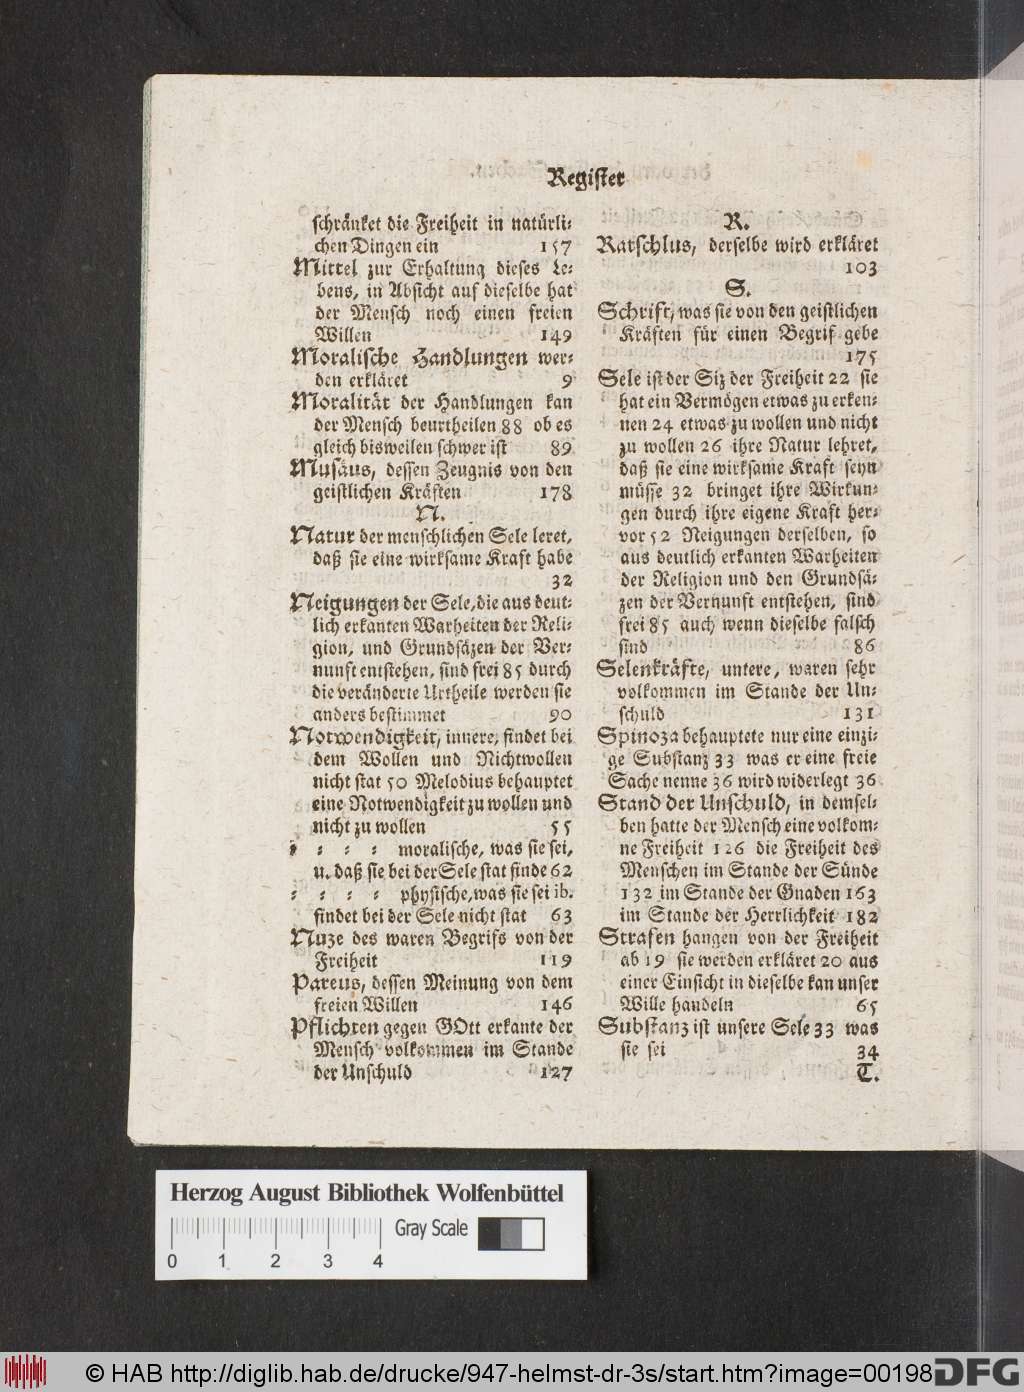 Register
schränket die Freiheit in natürli-
chen Dingen ein 157
Mittel zur Erhaltung dieses Le-
bens, in Absicht auf dieselbe hat
der Mensch noch einen freien
Willen 149
Moralische Handlungen wer-
den erkläret 9
Moralität der Handlungen kan
der Mensch beurtheilen 88 ob es
gleich bisweilen schwer ist 89
Musäus, dessen Zeugnis von den
geistlichen Kräften 178
N.
Natur der menschlichen Sele leret,
daß sie eine wirksame Kraft habe
32
Neigungen der Sele, die aus deut-
lich erkanten Warheiten der Reli-
gion, und Grundsäzen der Ver-
nunft entstehen, sind frei 85 durch
die veränderte Urtheile werden sie
anders bestimmet 90
Notwendigkeit, innere, findet bei
dem Wollen und Nichtwollen
nicht stat 50 Melodius behauptet
eine Notwendigkeit zu wollen und
nicht zu wollen 55
- - - - moralische, was sie sei,
u. daß sie bei der Sele stat finde 62
- - - - physische, was sie sei ib.
findet bei der Sele nicht stat 63
Nuze des waren Begrifs von der
Freiheit 119
Pareus, dessen Meinung von dem
freien Willen 146
Pflichten gegen GOtt erkante der
Mensch volkommen im Stande
der Unschuld 127
R.
Ratschlus, derselbe wird erkläret
103
S.
Schrift, was sie von den geistlichen
Kräften für einen Begrif gebe
175
Sele ist der Siz der Freiheit 22 sie
hat ein Vermögen etwas zu erken-
nen 24 etwas zu wollen und nicht
zu wollen 26 ihre Natur lehret,
daß sie eine wirksame Kraft seyn
müsse 32 bringet ihre Wirkun-
gen durch ihre eigene Kraft her-
vor 52 Neigungen derselben, so
aus deutlich erkanten Warheiten
der Religion und den Grundsä-
zen der Vernunft entstehen, sind
frei 85 auch wenn dieselbe falsch
sind 86
Selenkräfte, untere, waren sehr
volkommen im Stande der Un-
schuld 131
Spinoza behauptete nur eine einzi-
ge Substanz 33 was er eine freie
Sache nenne 36 wird widerlegt 36
Stand der Unschuld, in demsel-
ben hatte der Mensch eine volkom-
ne Freiheit 126 die Freiheit des
Menschen im Stande der Sünde
132 im Stande der Gnaden 163
im Stande der Herrlichkeit 182
Strafen hangen von der Freiheit
ab 19 sie werden erkläret 20 aus
einer Einsicht in dieselbe kan unser
Wille handeln 65
Substanz ist unsere Sele 33 was
sie sei 34
T.
Herzog August Bibliothek Wolfenbüttel
Gray Scale
0 1 2 3 4
© HAB http://diglib.hab.de/drucke/947-helmst-dr-3s/start.htm?image=00198
DFG